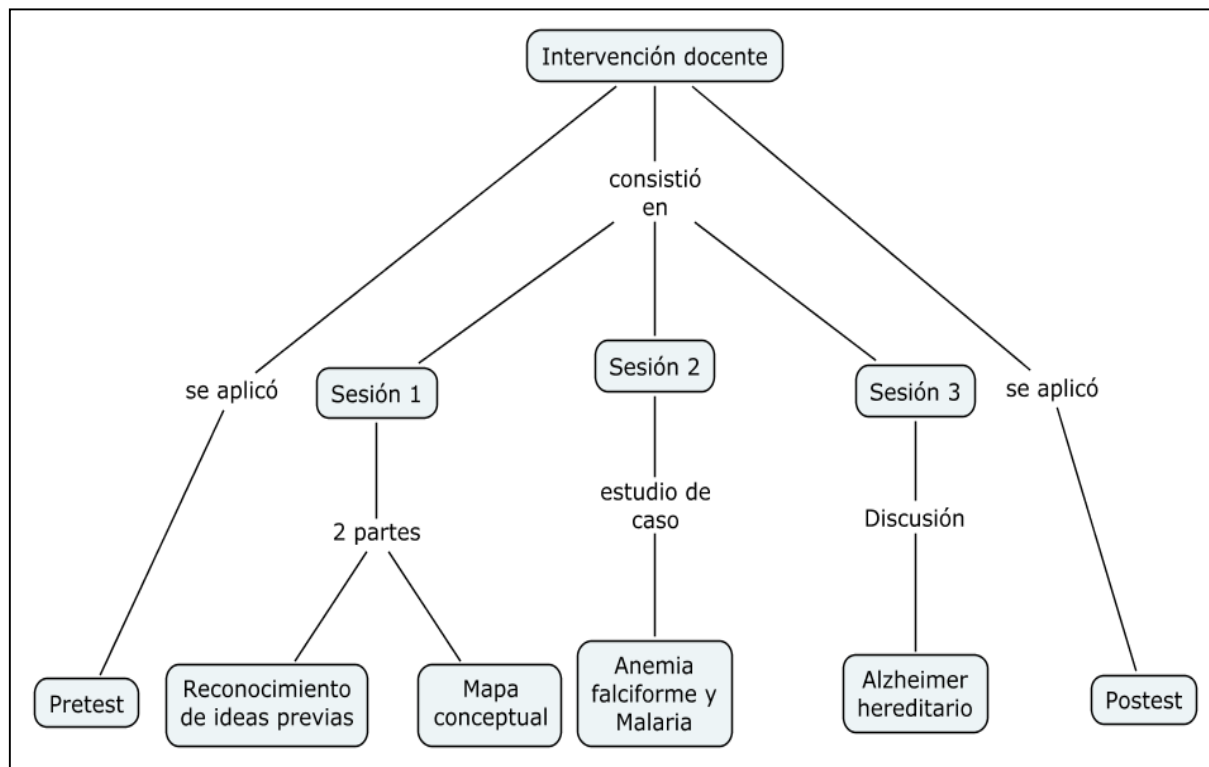 Intervención docente
consistió
en
se aplicó
Sesión 1
Sesión 2
Sesión 3
se aplicó
2 partes
estudio de
caso
Discusión
Pretest
Reconocimiento
de ideas previas
Mapa
conceptual
Anemia
falciforme y
Malaria
Alzheimer
hereditario
Postest